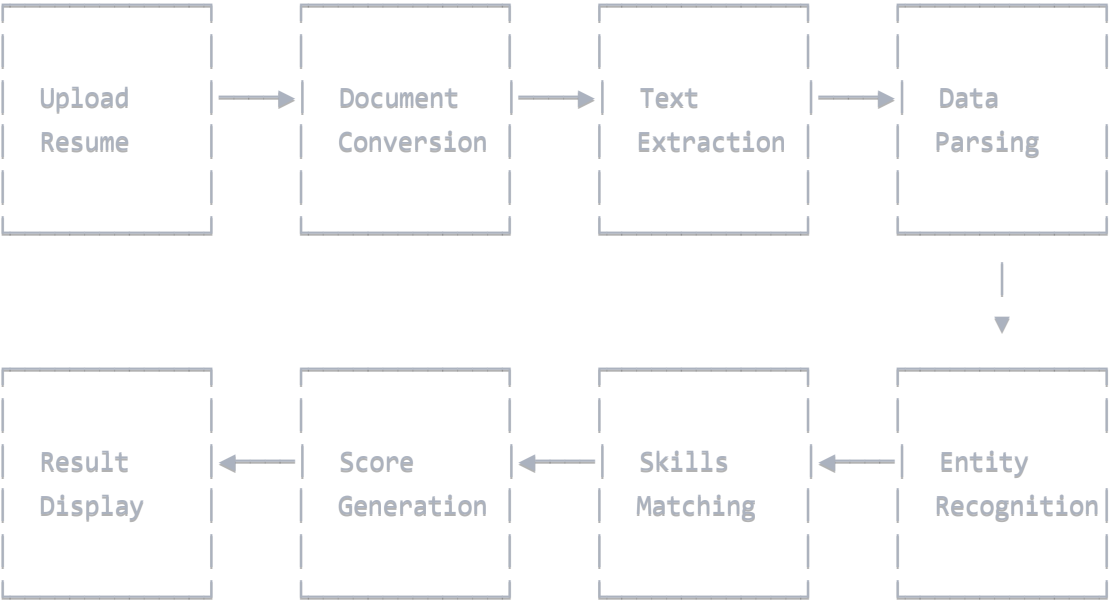 Upload
Resume
Document
Conversion
Text
Extraction
Data
Parsing
Entity
Recognition
Skills
Matching
Score
Generation
Result
Display